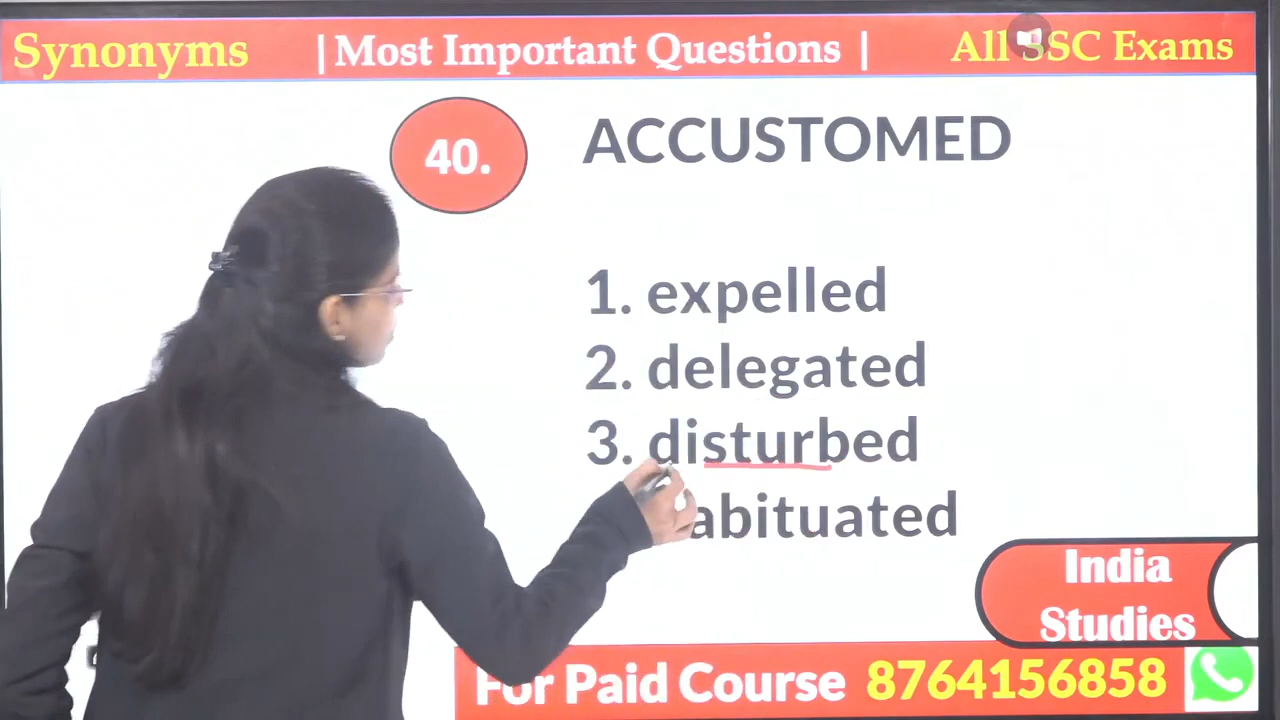 Synonyms | Most Important Questions | All SSC Exams
40. ACCUSTOMED
1. expelled
2. delegated
3. disturbed
abituated
India
Studies
For Paid Course 8764156858